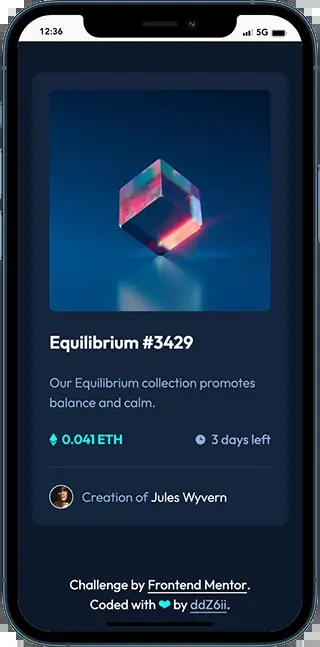 12:36
5G
Equilibrium #3429
Our Equilibrium collection promotes
balance and calm.
0.041 ETH
3 days left
Creation of Jules Wyvern
Challenge by Frontend Mentor.
Coded with 🩵 by ddZ6ii.